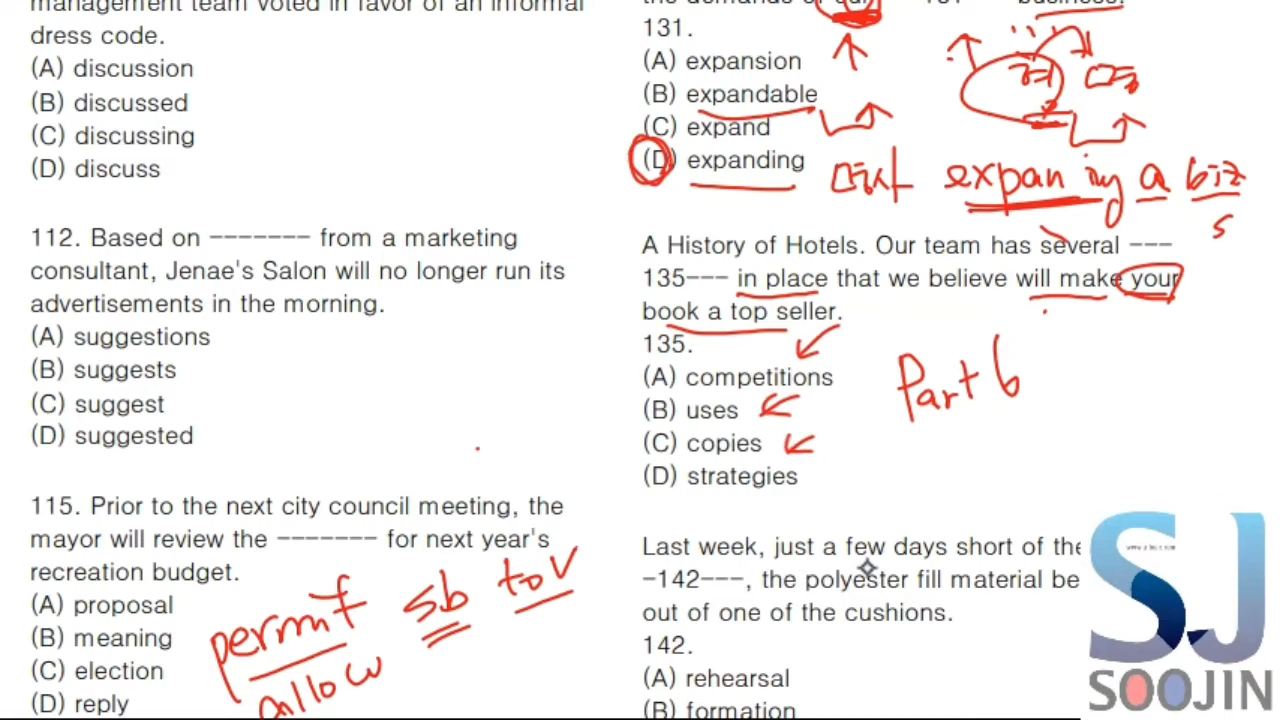 management team voted in favor of an informal
dress code.
(A) discussion
(B) discussed
(C) discussing
(D) discuss
112. Based on ------- from a marketing
consultant, Jenae's Salon will no longer run its
advertisements in the morning.
(A) suggestions
(B) suggests
(C) suggest
(D) suggested
115. Prior to the next city council meeting, the
mayor will review the ------- for next year's
recreation budget.
(A) proposal
(B) meaning
(C) election
(D) reply
permit sb to V
allow
the demands of our business.
131.
(A) expansion
(B) expandable
(C) expand
(D) expanding
expanding a biz
s
A History of Hotels. Our team has several ---
135--- in place that we believe will make your
book a top seller.
135.
(A) competitions
(B) uses
(C) copies
(D) strategies
Part 6
Last week, just a few days short of the
-142---, the polyester fill material be
out of one of the cushions.
142.
(A) rehearsal
(B) formation
SJ
SOOJIN